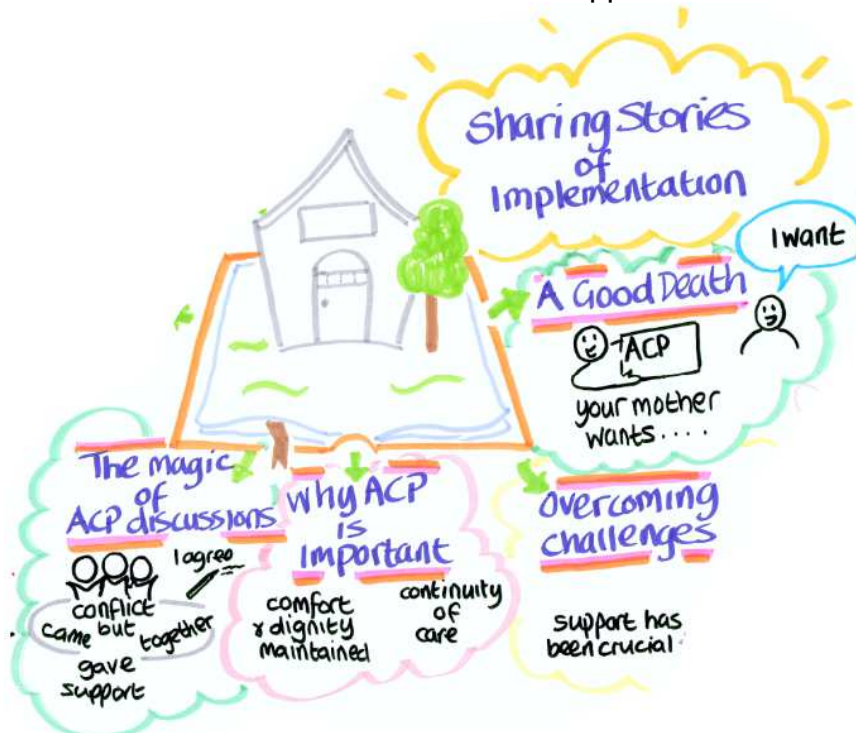 Sharing Stories
of
Implementation
I want
A Good Death
ACP
your mother
wants....
The magic
of
ACP discussions
I agree
conflict
but
came together
gave
support
Why ACP
is
Important
comfort
& dignity
maintained
continuity
of
care
overcoming
challenges
support has
been crucial